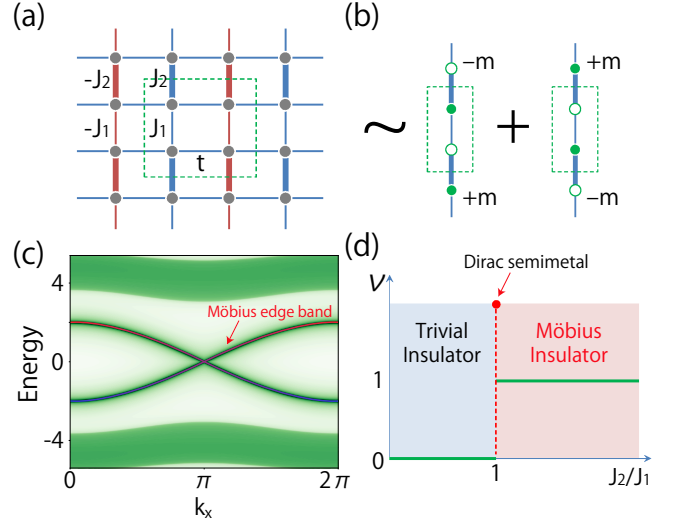 (a)
-J₂
J₂
-J₁
J₁
t
(b)
~
−m
+
+m
+m
−m
(c)
4
Möbius edge band
Energy
0
-4
0
π
2π
kₓ
(d)
Dirac semimetal
ν
Trivial
Insulator
Möbius
Insulator
1
0
1
J₂/J₁